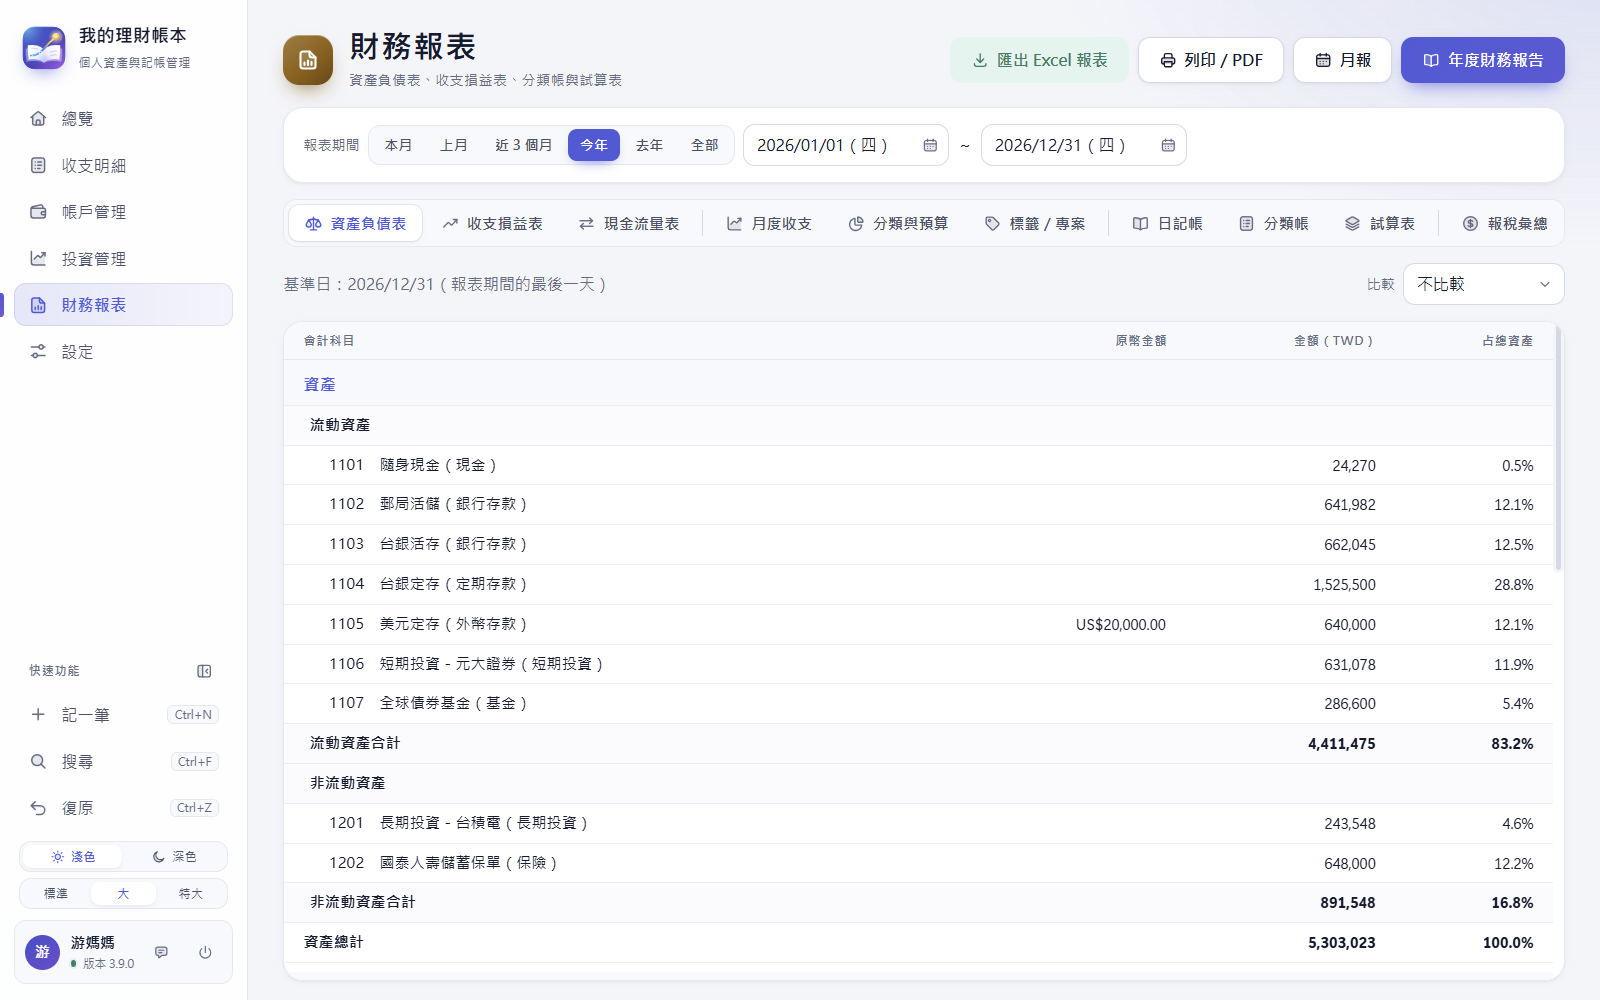 我的理財帳本
個人資產與記帳管理
總覽
收支明細
帳戶管理
投資管理
財務報表
設定
快速功能
記一筆 Ctrl+N
搜尋 Ctrl+F
復原 Ctrl+Z
淺色 深色
標準 大 特大
游 游媽媽
版本 3.9.0
財務報表
資產負債表、收支損益表、分類帳與試算表
匯出 Excel 報表 列印 / PDF 月報 年度財務報告
報表期間 本月 上月 近 3 個月 今年 去年 全部 2026/01/01 ( 四 ) ~ 2026/12/31 ( 四 )
資產負債表 收支損益表 現金流量表 月度收支 分類與預算 標籤 / 專案 日記帳 分類帳 試算表 報稅彙總
基準日：2026/12/31 ( 報表期間的最後一天 ) 比較 不比較
會計科目 原幣金額 金額 ( TWD ) 占總資產
資產
流動資產
1101 隨身現金 ( 現金 ) 24,270 0.5%
1102 郵局活儲 ( 銀行存款 ) 641,982 12.1%
1103 台銀活存 ( 銀行存款 ) 662,045 12.5%
1104 台銀定存 ( 定期存款 ) 1,525,500 28.8%
1105 美元定存 ( 外幣存款 ) US$20,000.00 640,000 12.1%
1106 短期投資 - 元大證券 ( 短期投資 ) 631,078 11.9%
1107 全球債券基金 ( 基金 ) 286,600 5.4%
流動資產合計 4,411,475 83.2%
非流動資產
1201 長期投資 - 台積電 ( 長期投資 ) 243,548 4.6%
1202 國泰人壽儲蓄保單 ( 保險 ) 648,000 12.2%
非流動資產合計 891,548 16.8%
資產總計 5,303,023 100.0%